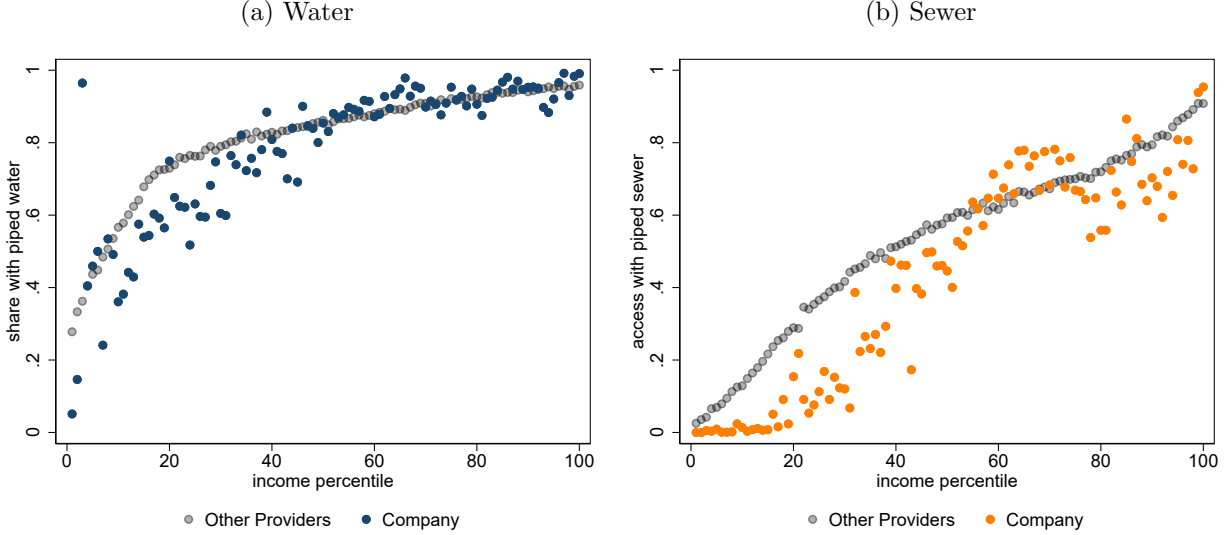 (a) Water
share with piped water
1
.8
.6
.4
.2
0
0 20 40 60 80 100
income percentile
Other Providers Company
(b) Sewer
access with piped sewer
1
.8
.6
.4
.2
0
0 20 40 60 80 100
income percentile
Other Providers Company